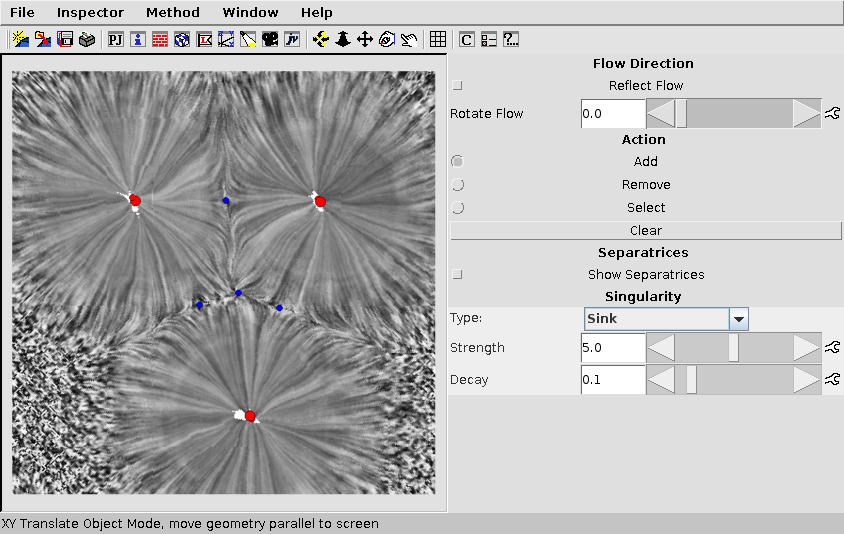 File Inspector Method Window Help
PJ i jv C ?...
Flow Direction
Reflect Flow
Rotate Flow 0.0
Action
Add
Remove
Select
Clear
Separatrices
Show Separatrices
Singularity
Type: Sink
Strength 5.0
Decay 0.1
XY Translate Object Mode, move geometry parallel to screen